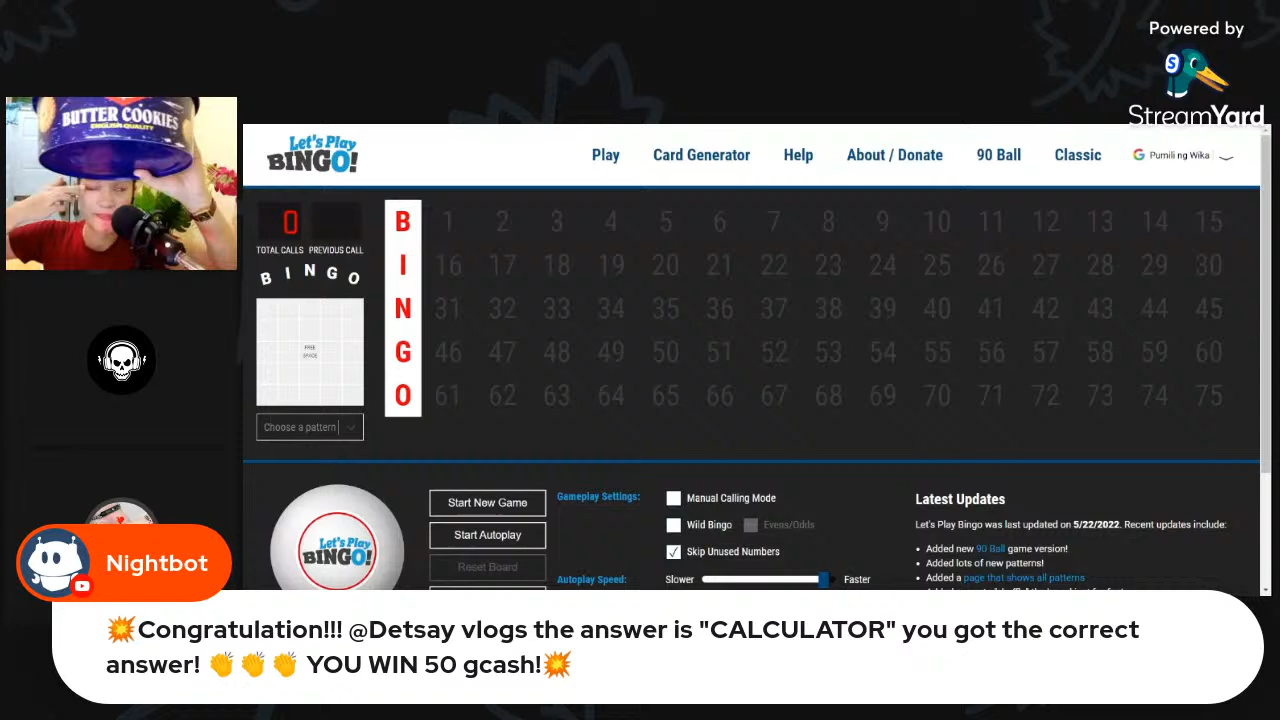 Powered by
StreamYard
BUTTER COOKIES
ENGLISH QUALITY
Let's Play
BINGO!
Play
Card Generator
Help
About / Donate
90 Ball
Classic
G Pumili ng Wika
0
TOTAL CALLS PREVIOUS CALL
B I N G O
FREE
SPACE
Choose a pattern
B 1 2 3 4 5 6 7 8 9 10 11 12 13 14 15
I 16 17 18 19 20 21 22 23 24 25 26 27 28 29 30
N 31 32 33 34 35 36 37 38 39 40 41 42 43 44 45
G 46 47 48 49 50 51 52 53 54 55 56 57 58 59 60
O 61 62 63 64 65 66 67 68 69 70 71 72 73 74 75
Let's Play
BINGO!
Start New Game
Start Autoplay
Reset Board
Gameplay Settings:
Manual Calling Mode
Wild Bingo
Evens/Odds
Skip Unused Numbers
Autoplay Speed:
Slower
Faster
Latest Updates
Let's Play Bingo was last updated on 5/22/2022. Recent updates include:
• Added new 90 Ball game version!
• Added lots of new patterns!
• Added a page that shows all patterns
Nightbot
💥Congratulation!!! @Detsay vlogs the answer is "CALCULATOR" you got the correct
answer! 👏👏👏 YOU WIN 50 gcash!💥